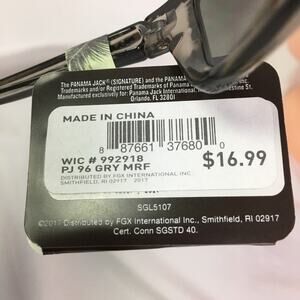 The PANAMA JACK® (SIGNATURE) and the PANAMA
Trademarks and/or Registered Trademarks of Panama
Manufactured exclusively for: Panama Jack International,
Orlando, FL 32801
MADE IN CHINA
8 87661 37680 0
WIC # 992918
PJ 96 GRY MRF
$16.99
DISTRIBUTED BY FGX INTERNATIONAL INC
SMITHFIELD, RI 02917 2017
SGL5107
©2017 Distributed by FGX International Inc., Smithfield, RI 02917
Cert. Conn SGSTD 40.